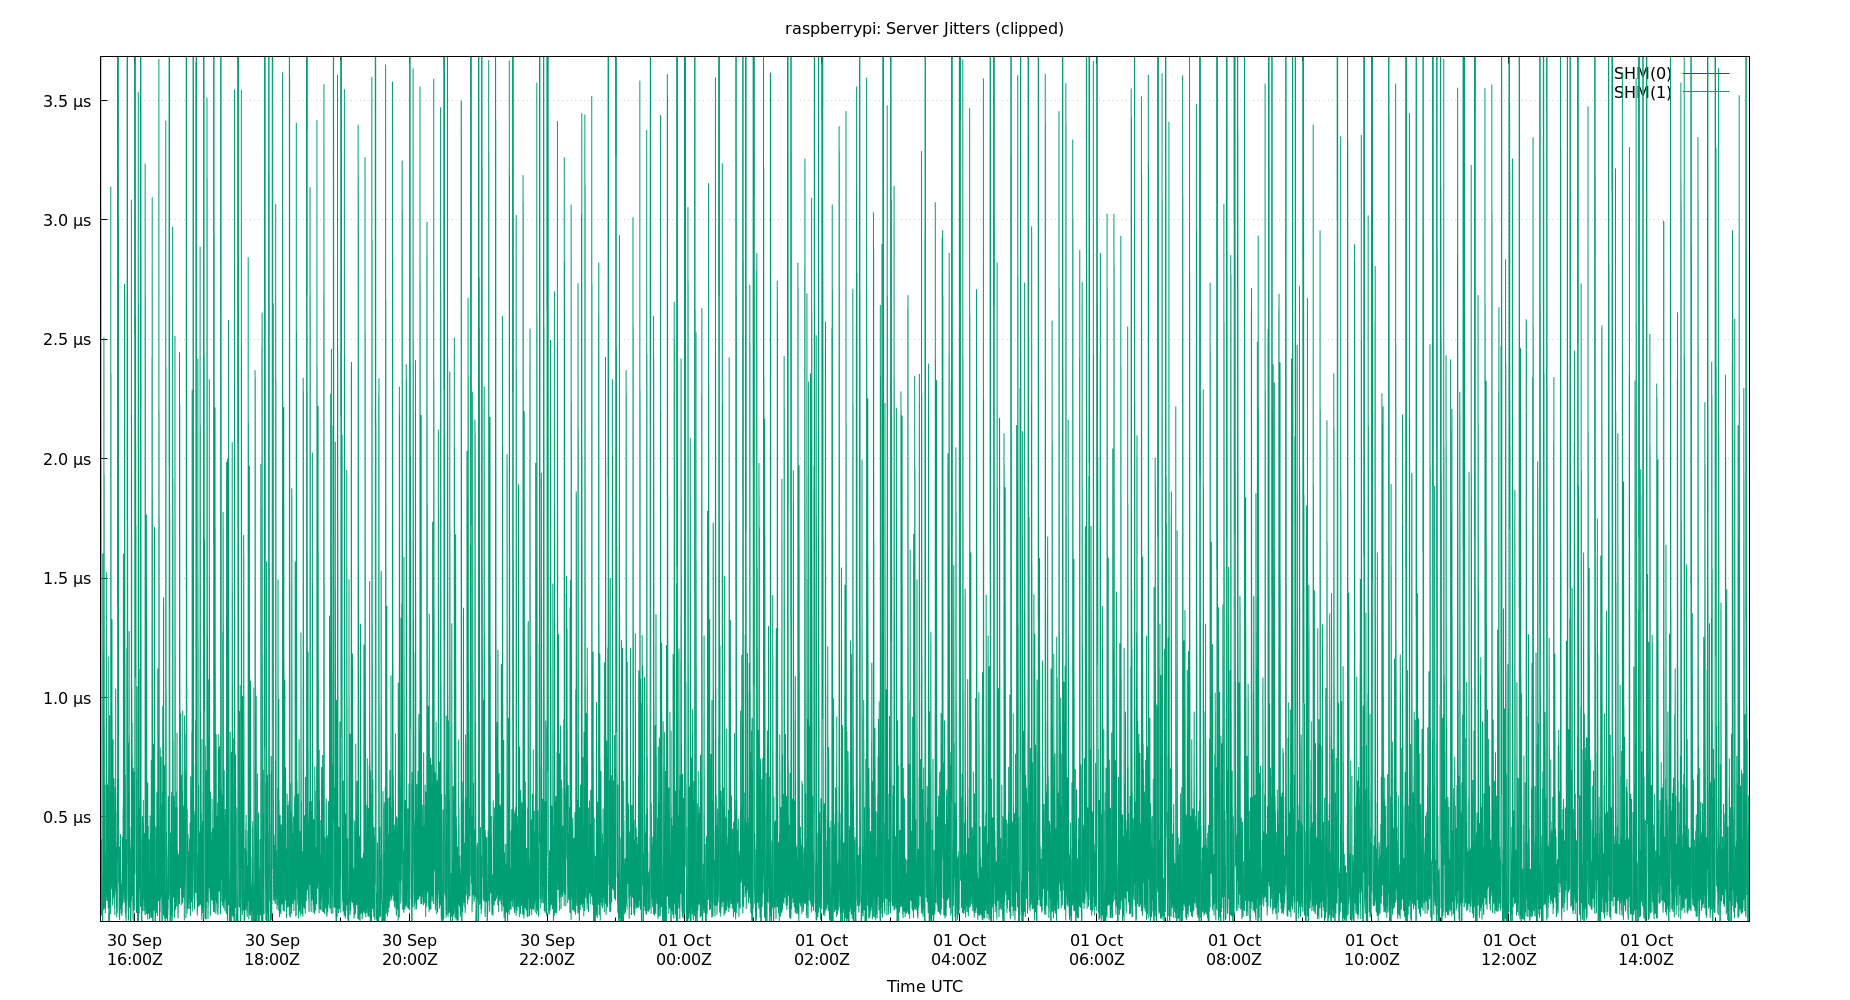 raspberrypi: Server Jitters (clipped)
SHM(0)
SHM(1)
3.5 µs
3.0 µs
2.5 µs
2.0 µs
1.5 µs
1.0 µs
0.5 µs
30 Sep 30 Sep 30 Sep 30 Sep 01 Oct 01 Oct 01 Oct 01 Oct 01 Oct 01 Oct 01 Oct 01 Oct
16:00Z 18:00Z 20:00Z 22:00Z 00:00Z 02:00Z 04:00Z 06:00Z 08:00Z 10:00Z 12:00Z 14:00Z
Time UTC